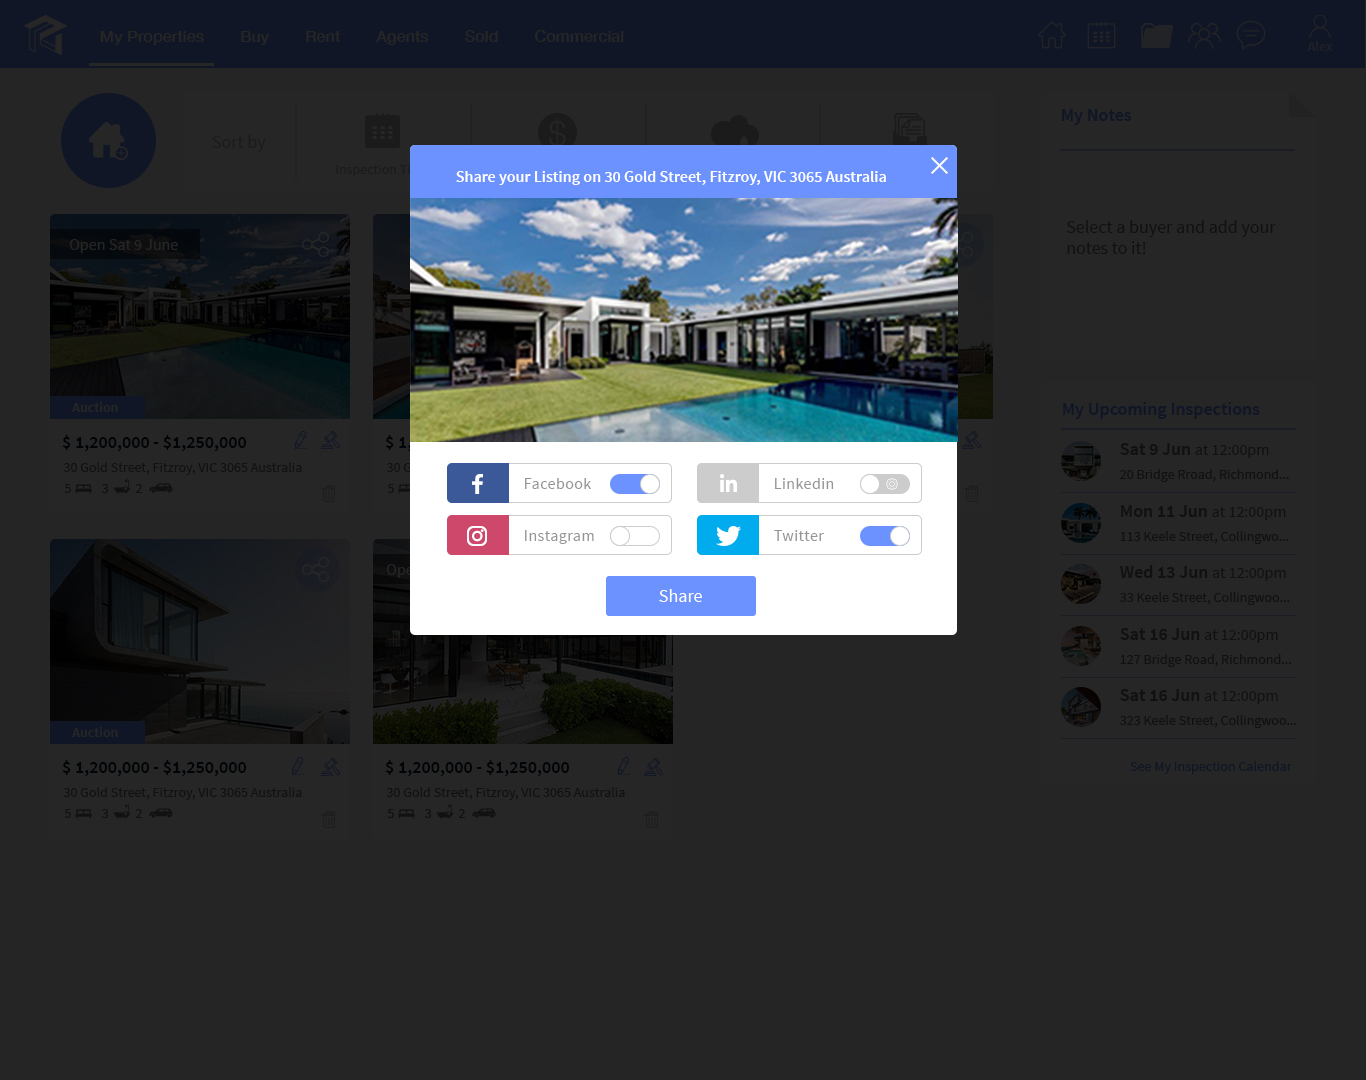 My Properties Buy Rent Agents Sold Commercial
Alex
Sort by
Inspection
My Notes
Select a buyer and add your
notes to it!
Share your Listing on 30 Gold Street, Fitzroy, VIC 3065 Australia
Open Sat 9 June
Auction
$ 1,200,000 - $1,250,000
30 Gold Street, Fitzroy, VIC 3065 Australia
5 3 2
Facebook
Linkedin
in
Instagram
Twitter
Share
Auction
$ 1,200,000 - $1,250,000
30 Gold Street, Fitzroy, VIC 3065 Australia
5 3 2
$ 1,200,000 - $1,250,000
30 Gold Street, Fitzroy, VIC 3065 Australia
5 3 2
My Upcoming Inspections
Sat 9 Jun at 12:00pm
20 Bridge Rroad, Richmond...
Mon 11 Jun at 12:00pm
113 Keele Street, Collingwo...
Wed 13 Jun at 12:00pm
33 Keele Street, Collingwoo...
Sat 16 Jun at 12:00pm
127 Bridge Road, Richmond...
Sat 16 Jun at 12:00pm
323 Keele Street, Collingwoo...
See My Inspection Calendar